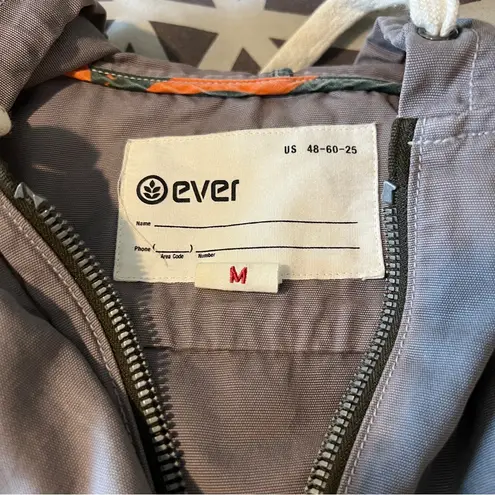 US 48-60-25
ever
Name
Phone ( )
Area Code Number
M